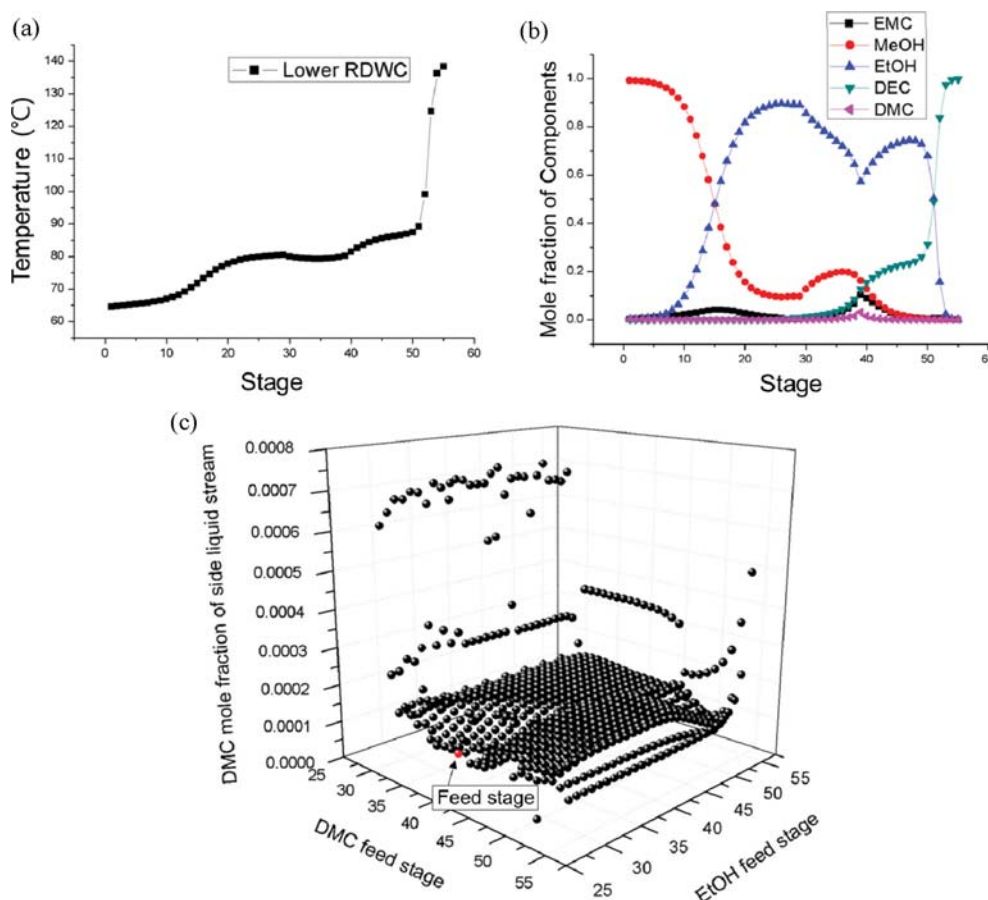 (a)
Lower RDWC
140
130
120
110
100
90
80
70
60
Temperature (°C)
0 10 20 30 40 50 60
Stage
(b)
EMC
MeOH
EtOH
DEC
DMC
1.0
0.8
0.6
0.4
0.2
0.0
Mole fraction of Components
0 10 20 30 40 50 60
Stage
(c)
0.0008
0.0007
0.0006
0.0005
0.0004
0.0003
0.0002
0.0001
0.0000
DMC mole fraction of side liquid stream
Feed stage
25 30 35 40 45 50 55
DMC feed stage
25 30 35 40 45 50 55
EtOH feed stage